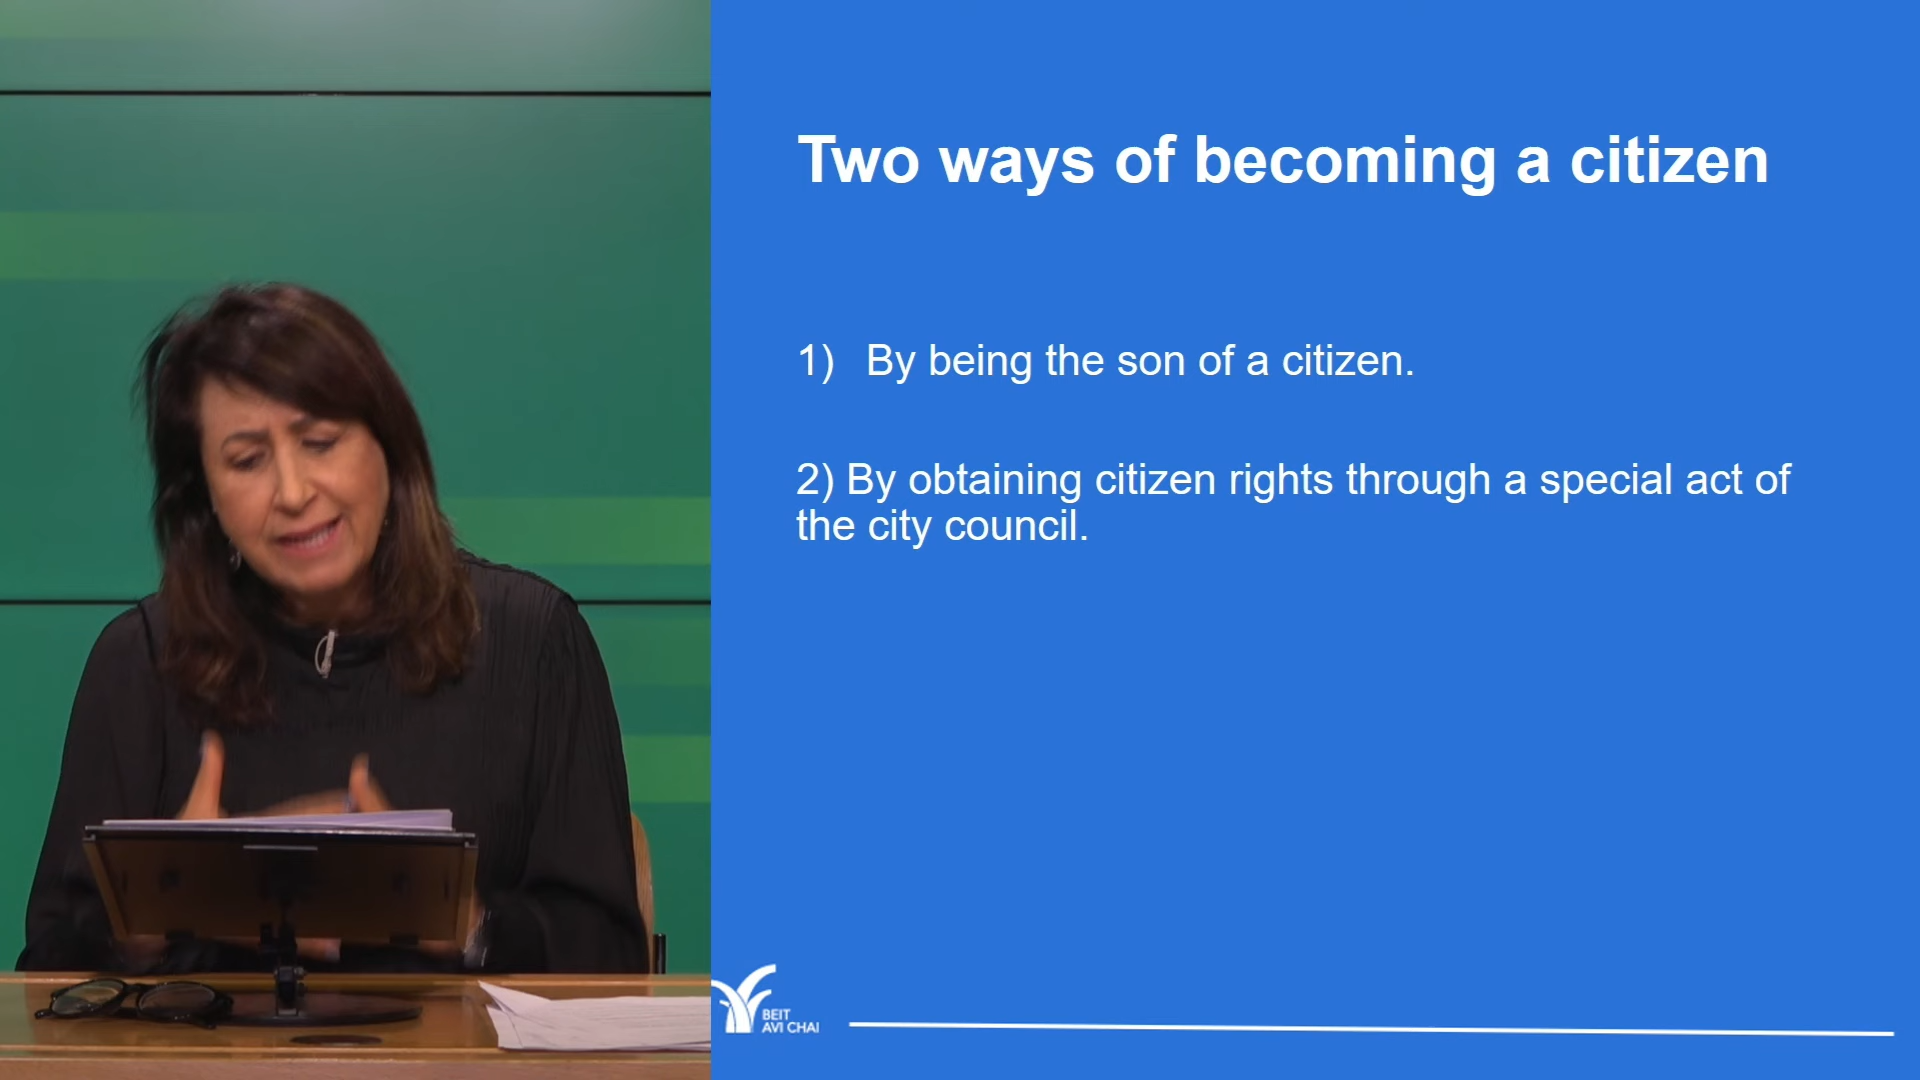 Two ways of becoming a citizen
1) By being the son of a citizen.
2) By obtaining citizen rights through a special act of
the city council.
BEIT
AVI CHAI